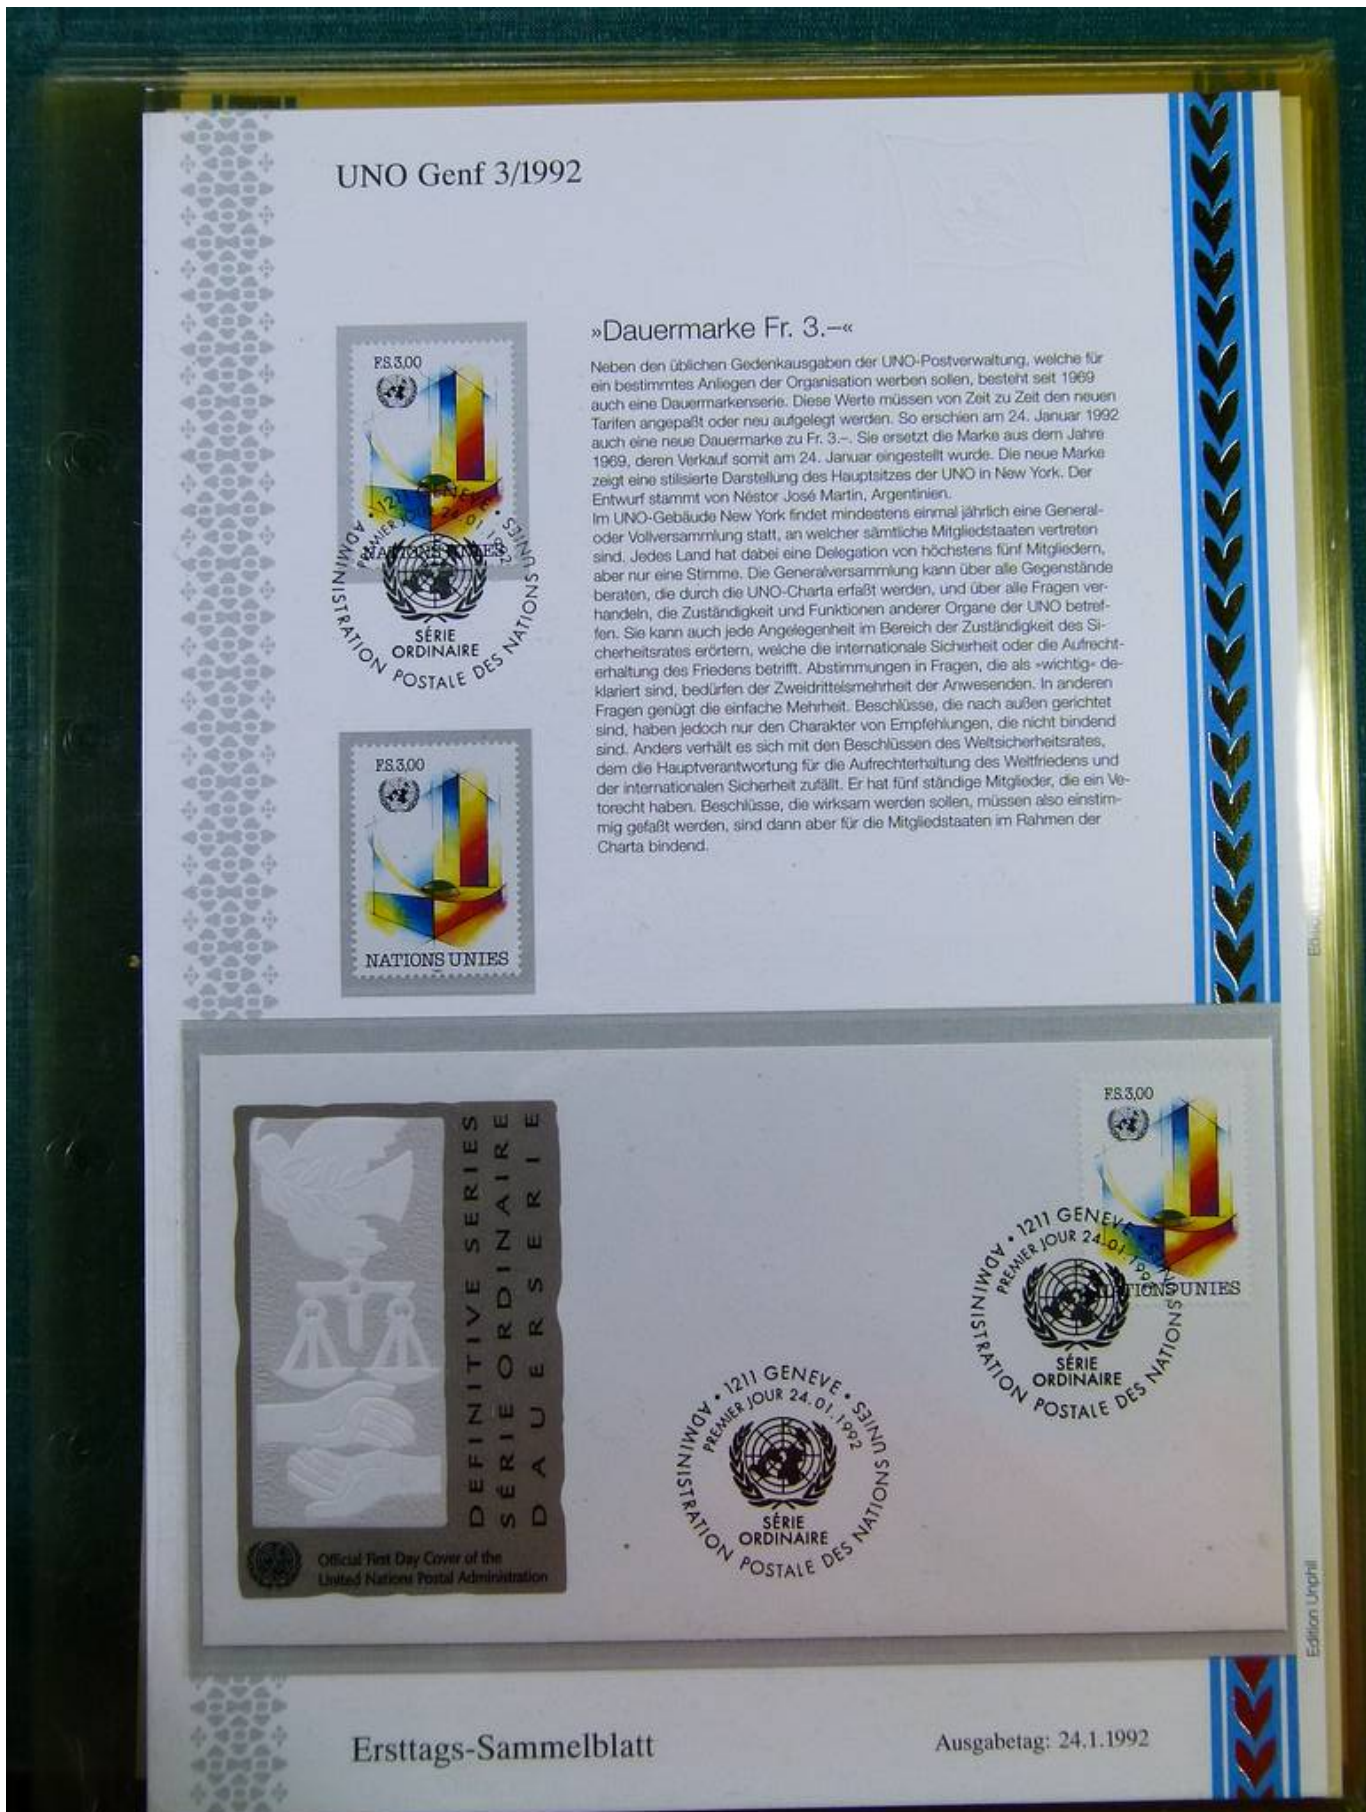 UNO Genf 3/1992
F.S.3,00
1211 GENEVE
PREMIER JOUR 24.01.1992
NATIONS UNIES
SÉRIE
ORDINAIRE
ADMINISTRATION POSTALE DES NATIONS UNIES
F.S.3,00
NATIONS UNIES
»Dauermarke Fr. 3.–«
Neben den üblichen Gedenkausgaben der UNO-Postverwaltung, welche für
ein bestimmtes Anliegen der Organisation werben sollen, besteht seit 1969
auch eine Dauermarkenserie. Diese Werte müssen von Zeit zu Zeit den neuen
Tarifen angepaßt oder neu aufgelegt werden. So erschien am 24. Januar 1992
auch eine neue Dauermarke zu Fr. 3.–. Sie ersetzt die Marke aus dem Jahre
1969, deren Verkauf somit am 24. Januar eingestellt wurde. Die neue Marke
zeigt eine stilisierte Darstellung des Hauptsitzes der UNO in New York. Der
Entwurf stammt von Néstor José Martin, Argentinien.
Im UNO-Gebäude New York findet mindestens einmal jährlich eine General-
oder Vollversammlung statt, an welcher sämtliche Mitgliedstaaten vertreten
sind. Jedes Land hat dabei eine Delegation von höchstens fünf Mitgliedern,
aber nur eine Stimme. Die Generalversammlung kann über alle Gegenstände
beraten, die durch die UNO-Charta erfaßt werden, und über alle Fragen ver-
handeln, die Zuständigkeit und Funktionen anderer Organe der UNO betref-
fen. Sie kann auch jede Angelegenheit im Bereich der Zuständigkeit des Si-
cherheitsrates erörtern, welche die internationale Sicherheit oder die Aufrecht-
erhaltung des Friedens betrifft. Abstimmungen in Fragen, die als »wichtig« de-
klariert sind, bedürfen der Zweidrittelsmehrheit der Anwesenden. In anderen
Fragen genügt die einfache Mehrheit. Beschlüsse, die nach außen gerichtet
sind, haben jedoch nur den Charakter von Empfehlungen, die nicht bindend
sind. Anders verhält es sich mit den Beschlüssen des Weltsicherheitsrates,
dem die Hauptverantwortung für die Aufrechterhaltung des Weltfriedens und
der internationalen Sicherheit zufällt. Er hat fünf ständige Mitglieder, die ein Ve-
torecht haben. Beschlüsse, die wirksam werden sollen, müssen also einstim-
mig gefaßt werden, sind dann aber für die Mitgliedstaaten im Rahmen der
Charta bindend.
DEFINITIVE SERIES
SÉRIE ORDINAIRE
DAUERSERIE
Official First Day Cover of the
United Nations Postal Administration
F.S.3,00
NATIONS UNIES
1211 GENEVE
PREMIER JOUR 24.01.1992
SÉRIE
ORDINAIRE
ADMINISTRATION POSTALE DES NATIONS UNIES
1211 GENEVE
PREMIER JOUR 24.01.1992
SÉRIE
ORDINAIRE
ADMINISTRATION POSTALE DES NATIONS UNIES
Edition Unphil
Ersttags-Sammelblatt
Ausgabetag: 24.1.1992